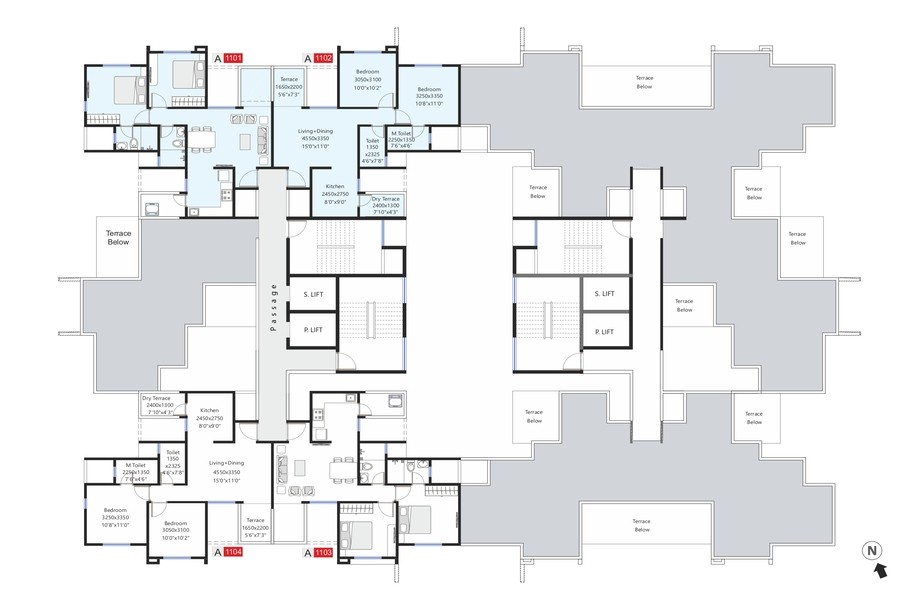 A 1101
A 1102
Terrace
1650x2200
5'6"x7'3"
Bedroom
3050x3100
10'0"x10'2"
Bedroom
3250x3350
10'8"x11'0"
Living+Dining
4550x3350
15'0"x11'0"
Toilet
1350
x2325
4'6"x7'8"
M.Toilet
2250x1350
7'6"x4'6"
Kitchen
2450x2750
8'0"x9'0"
Dry Terrace
2400x1300
7'10"x4'3"
Terrace
Below
Terrace
Below
Terrace
Below
Terrace
Below
Terrace
Below
Terrace
Below
Passage
S. LIFT
P. LIFT
S. LIFT
P. LIFT
Dry Terrace
2400x1300
7'10"x4'3"
Kitchen
2450x2750
8'0"x9'0"
Toilet
1350
x2325
4'6"x7'8"
M.Toilet
2250x1350
7'6"x4'6"
Living+Dining
4550x3350
15'0"x11'0"
Bedroom
3250x3350
10'8"x11'0"
Bedroom
3050x3100
10'0"x10'2"
Terrace
1650x2200
5'6"x7'3"
Terrace
Below
Terrace
Below
Terrace
Below
A 1104
A 1103
N